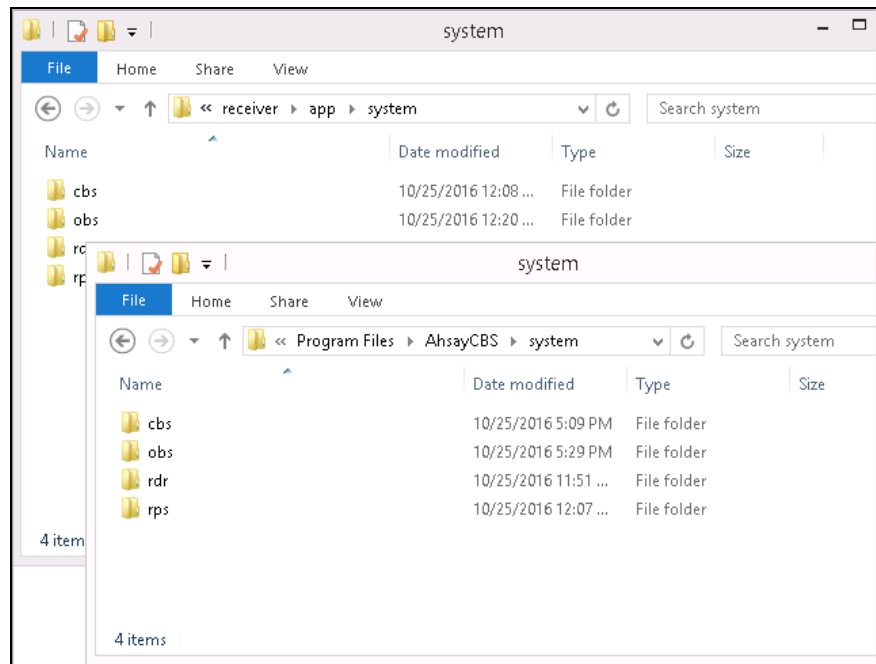 system
File Home Share View
« receiver app system Search system
Name Date modified Type Size
cbs 10/25/2016 12:08 ... File folder
obs 10/25/2016 12:20 ... File folder
4 item
system
File Home Share View
« Program Files AhsayCBS system Search system
Name Date modified Type Size
cbs 10/25/2016 5:09 PM File folder
obs 10/25/2016 5:29 PM File folder
rdr 10/25/2016 11:51 ... File folder
rps 10/25/2016 12:07 ... File folder
4 items